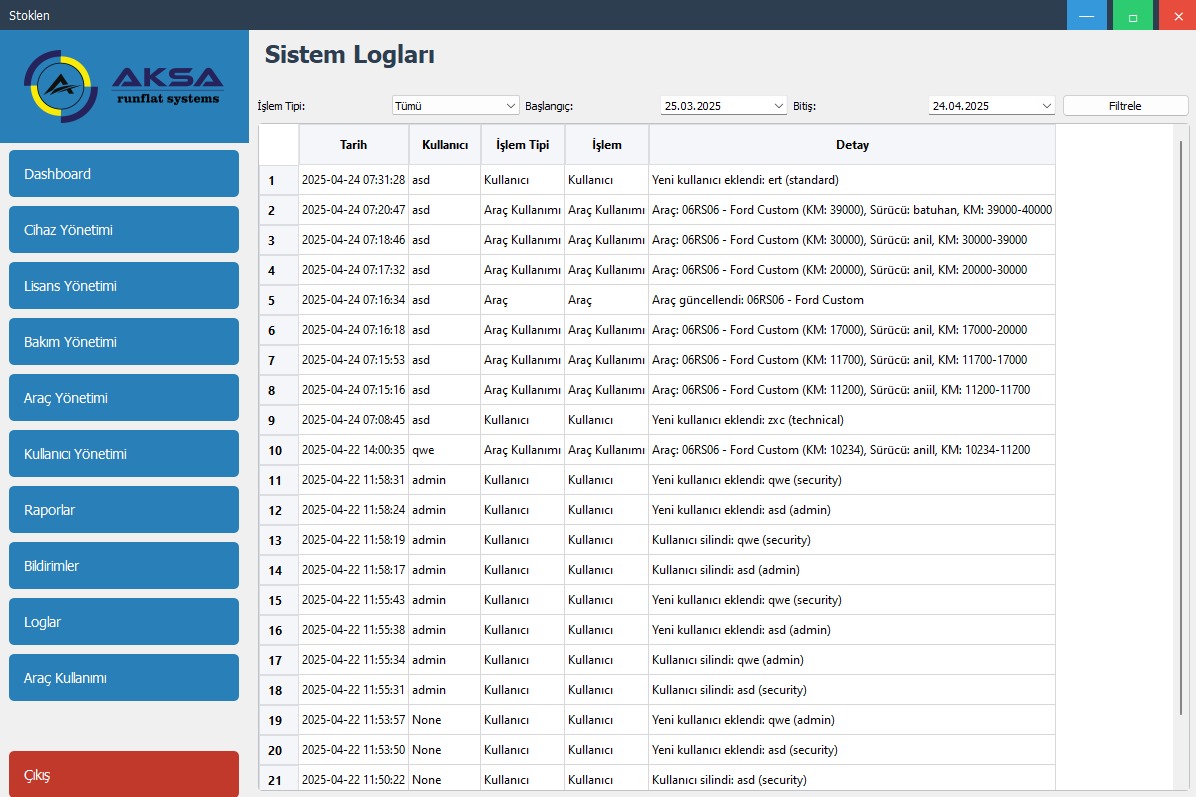 Stoklen
AKSA
runflat systems
Dashboard
Cihaz Yönetimi
Lisans Yönetimi
Bakım Yönetimi
Araç Yönetimi
Kullanıcı Yönetimi
Raporlar
Bildirimler
Loglar
Araç Kullanımı
Çıkış
Sistem Logları
İşlem Tipi: Tümü Başlangıç: 25.03.2025 Bitiş: 24.04.2025 Filtrele
Tarih Kullanıcı İşlem Tipi İşlem Detay
1 2025-04-24 07:31:28 asd Kullanıcı Kullanıcı Yeni kullanıcı eklendi: ert (standard)
2 2025-04-24 07:20:47 asd Araç Kullanımı Araç Kullanımı Araç: 06RS06 - Ford Custom (KM: 39000), Sürücü: batuhan, KM: 39000-40000
3 2025-04-24 07:18:46 asd Araç Kullanımı Araç Kullanımı Araç: 06RS06 - Ford Custom (KM: 30000), Sürücü: anil, KM: 30000-39000
4 2025-04-24 07:17:32 asd Araç Kullanımı Araç Kullanımı Araç: 06RS06 - Ford Custom (KM: 20000), Sürücü: anil, KM: 20000-30000
5 2025-04-24 07:16:34 asd Araç Araç Araç güncellendi: 06RS06 - Ford Custom
6 2025-04-24 07:16:18 asd Araç Kullanımı Araç Kullanımı Araç: 06RS06 - Ford Custom (KM: 17000), Sürücü: anil, KM: 17000-20000
7 2025-04-24 07:15:53 asd Araç Kullanımı Araç Kullanımı Araç: 06RS06 - Ford Custom (KM: 11700), Sürücü: anil, KM: 11700-17000
8 2025-04-24 07:15:16 asd Araç Kullanımı Araç Kullanımı Araç: 06RS06 - Ford Custom (KM: 11200), Sürücü: aniil, KM: 11200-11700
9 2025-04-24 07:08:45 asd Kullanıcı Kullanıcı Yeni kullanıcı eklendi: zxc (technical)
10 2025-04-22 14:00:35 qwe Araç Kullanımı Araç Kullanımı Araç: 06RS06 - Ford Custom (KM: 10234), Sürücü: anill, KM: 10234-11200
11 2025-04-22 11:58:31 admin Kullanıcı Kullanıcı Yeni kullanıcı eklendi: qwe (security)
12 2025-04-22 11:58:24 admin Kullanıcı Kullanıcı Yeni kullanıcı eklendi: asd (admin)
13 2025-04-22 11:58:19 admin Kullanıcı Kullanıcı Kullanıcı silindi: qwe (security)
14 2025-04-22 11:58:17 admin Kullanıcı Kullanıcı Kullanıcı silindi: asd (admin)
15 2025-04-22 11:55:43 admin Kullanıcı Kullanıcı Yeni kullanıcı eklendi: qwe (security)
16 2025-04-22 11:55:38 admin Kullanıcı Kullanıcı Yeni kullanıcı eklendi: asd (admin)
17 2025-04-22 11:55:34 admin Kullanıcı Kullanıcı Kullanıcı silindi: qwe (admin)
18 2025-04-22 11:55:31 admin Kullanıcı Kullanıcı Kullanıcı silindi: asd (security)
19 2025-04-22 11:53:57 None Kullanıcı Kullanıcı Yeni kullanıcı eklendi: qwe (admin)
20 2025-04-22 11:53:50 None Kullanıcı Kullanıcı Yeni kullanıcı eklendi: asd (security)
21 2025-04-22 11:50:22 None Kullanıcı Kullanıcı Kullanıcı silindi: asd (security)